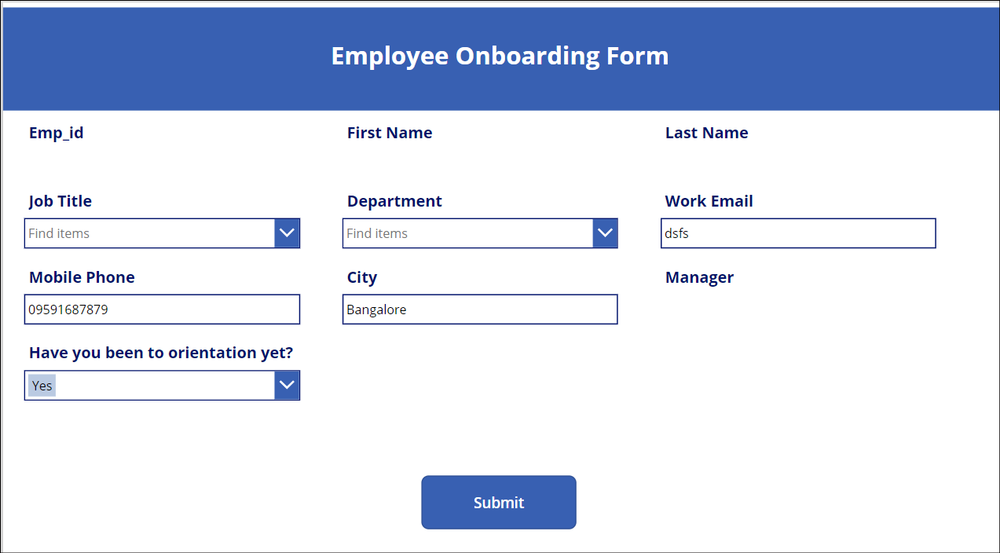 Employee Onboarding Form
Emp_id First Name Last Name
Job Title Department Work Email
Find items Find items dsfs
Mobile Phone City Manager
09591687879 Bangalore
Have you been to orientation yet?
Yes
Submit